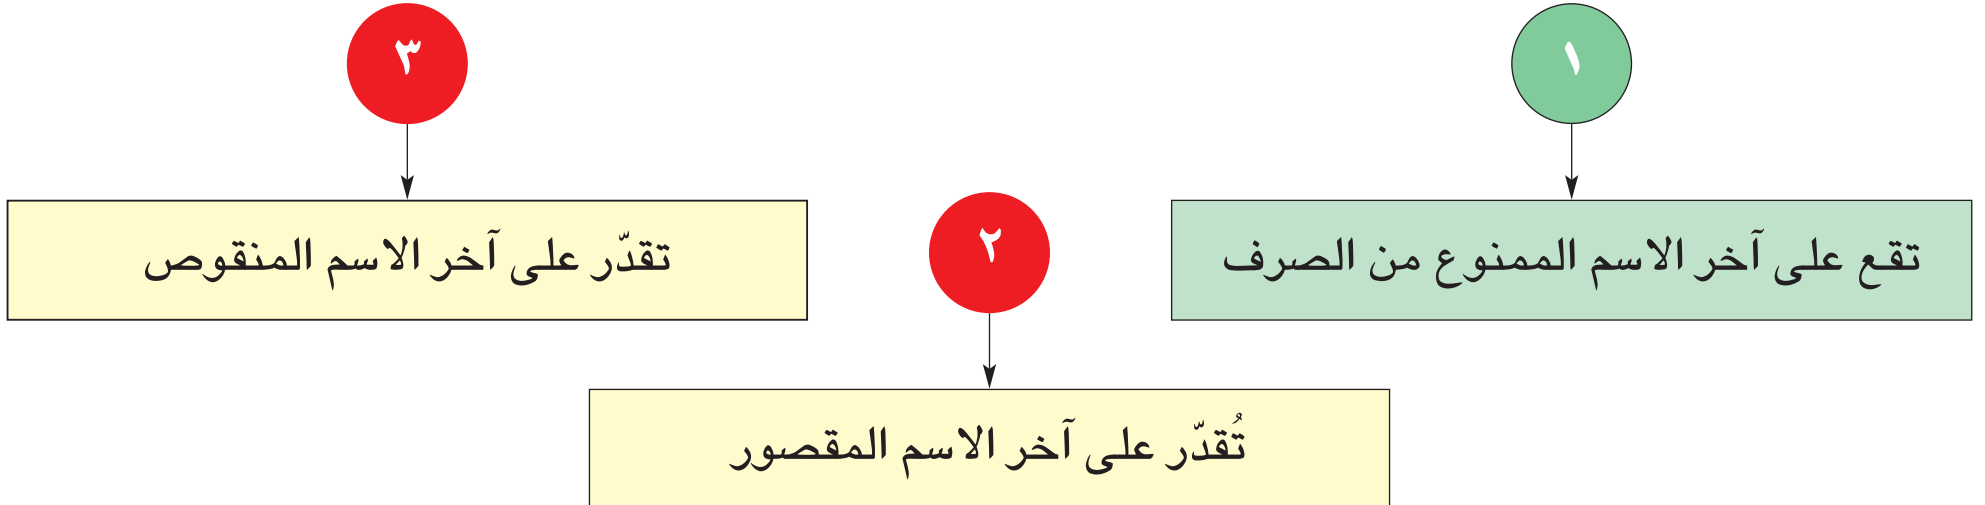 ١
تقع على آخر الاسم الممنوع من الصرف
٢
تُقدّر على آخر الاسم المقصور
٣
تقدّر على آخر الاسم المنقوص